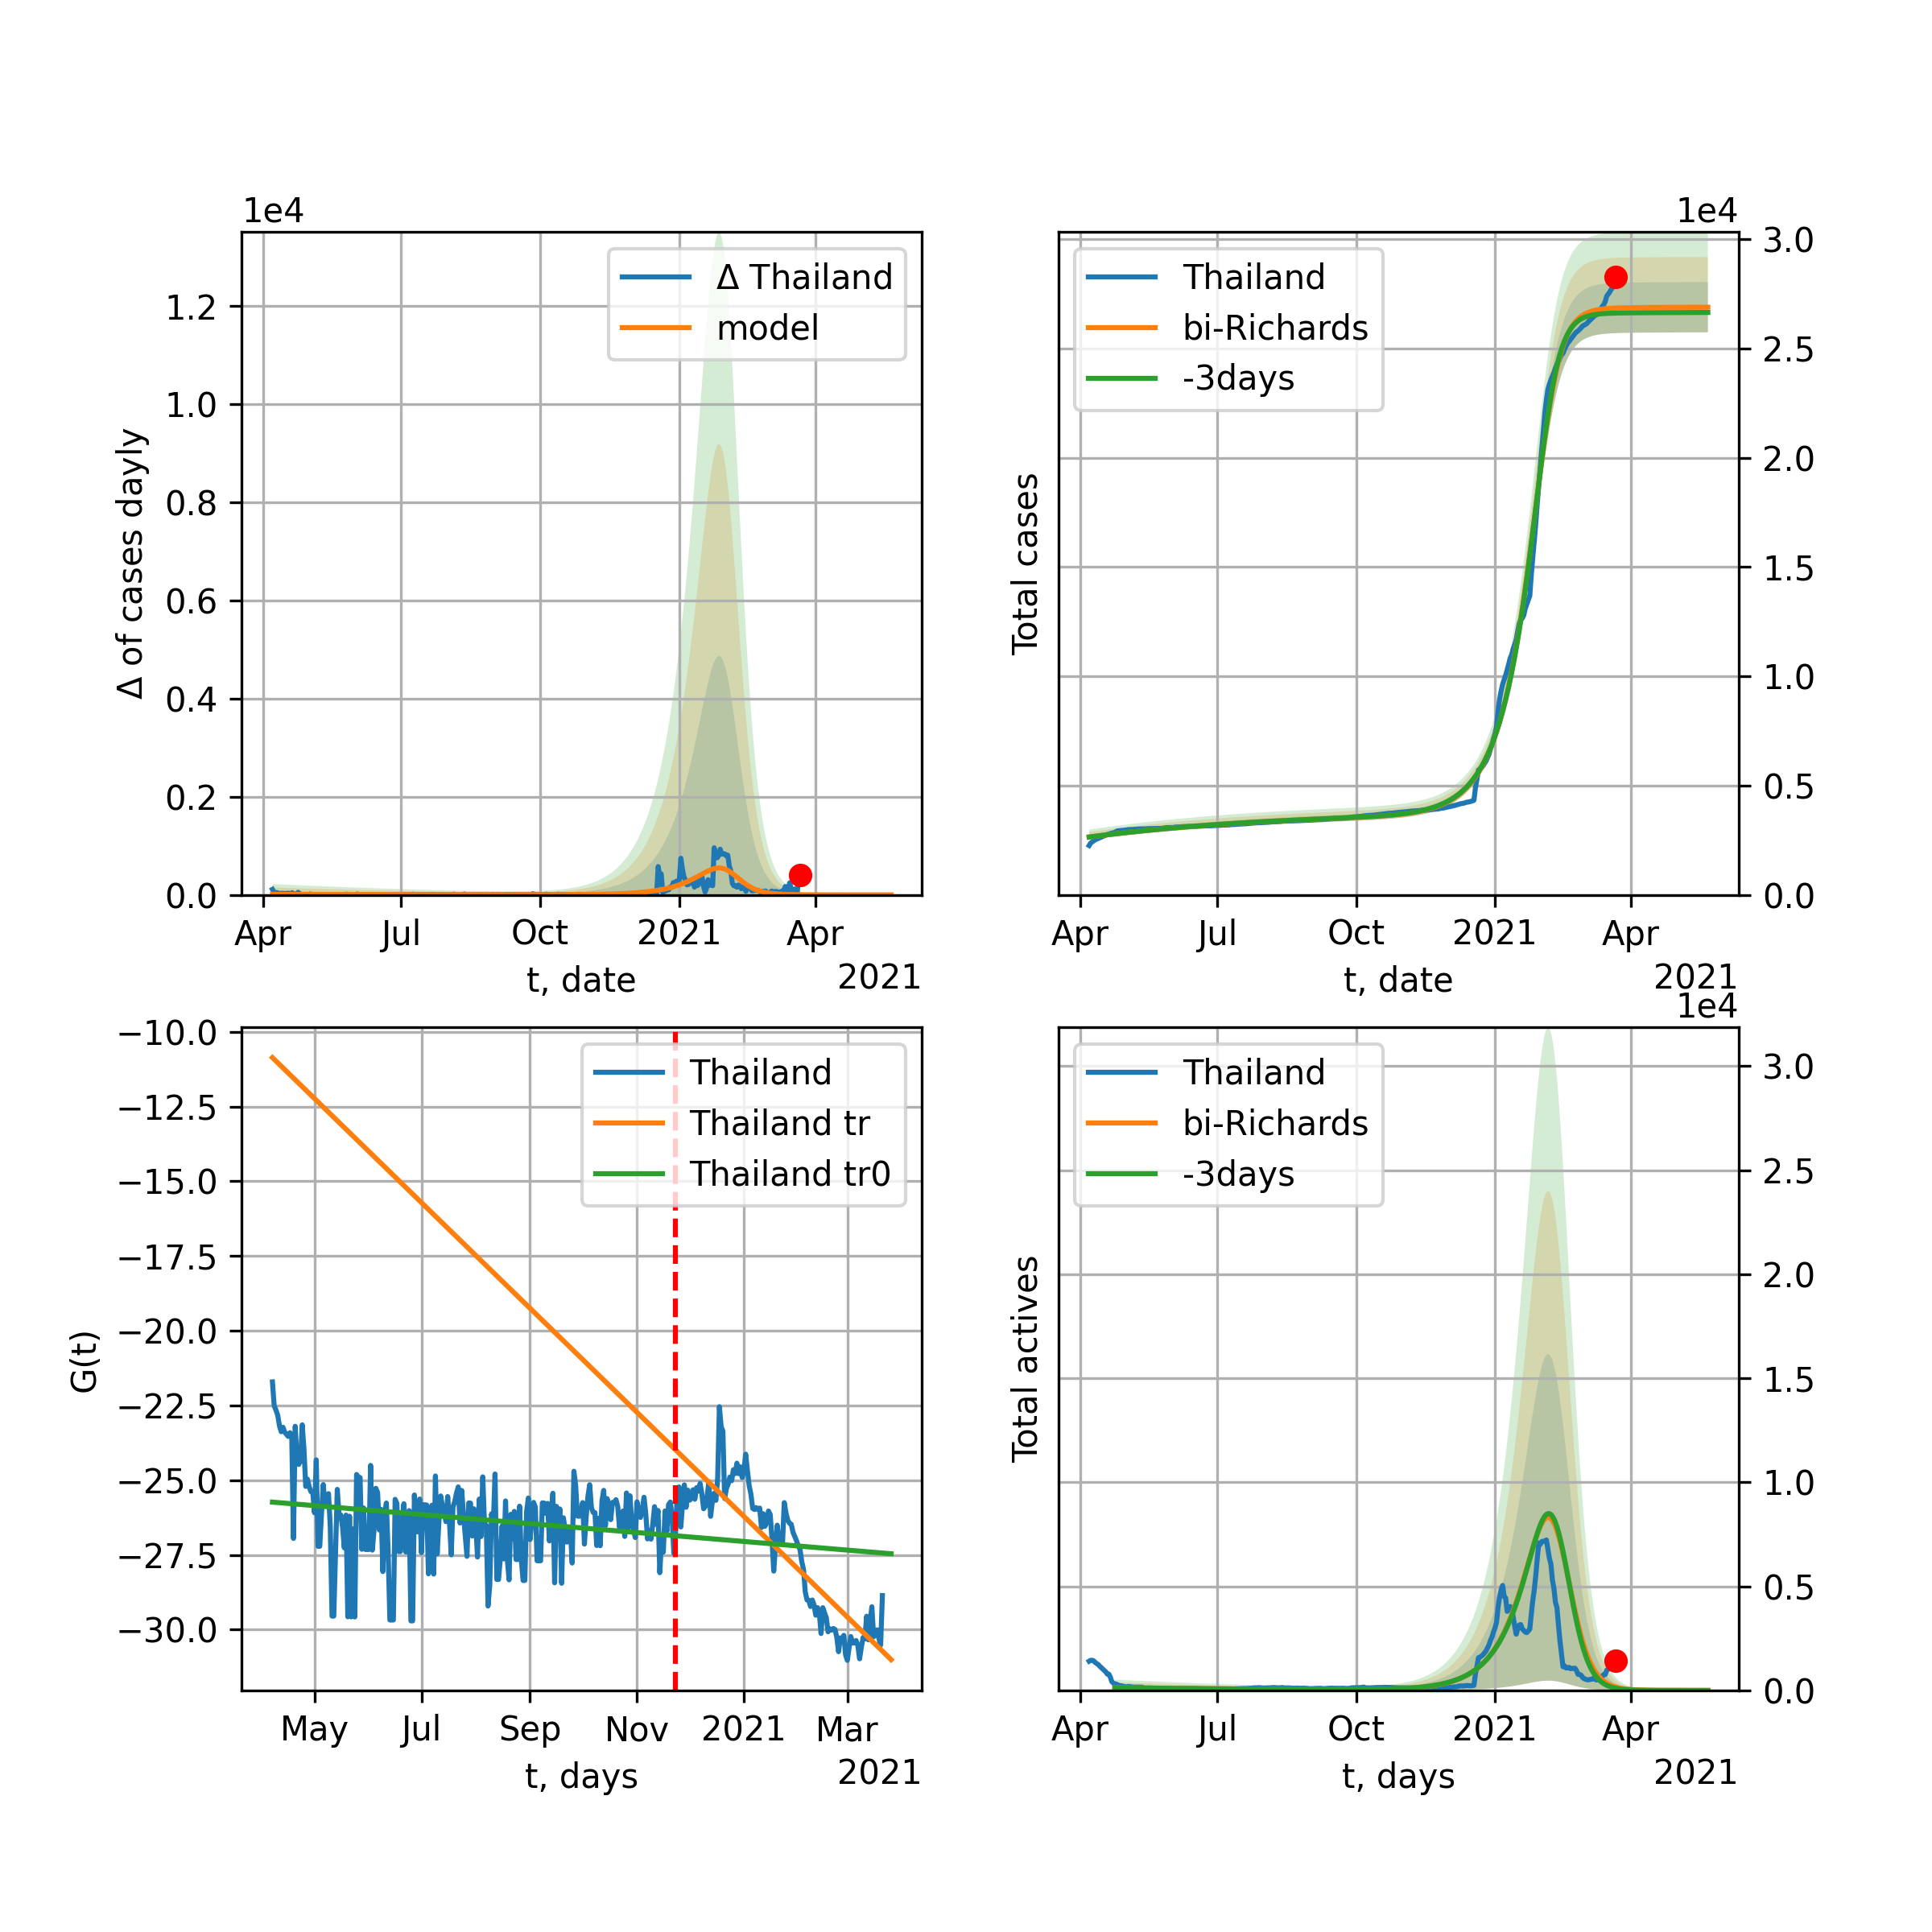 1e4
Δ of cases dayly
1.2
1.0
0.8
0.6
0.4
0.2
0.0
Δ Thailand
model
Apr
Jul
Oct
2021
Apr
t, date
2021
1e4
Total cases
Thailand
bi-Richards
-3days
3.0
2.5
2.0
1.5
1.0
0.5
0.0
Apr
Jul
Oct
2021
Apr
t, date
2021
G(t)
−10.0
−12.5
−15.0
−17.5
−20.0
−22.5
−25.0
−27.5
−30.0
Thailand
Thailand tr
Thailand tr0
May
Jul
Sep
Nov
2021
Mar
t, days
2021
1e4
Total actives
Thailand
bi-Richards
-3days
3.0
2.5
2.0
1.5
1.0
0.5
0.0
Apr
Jul
Oct
2021
Apr
t, days
2021